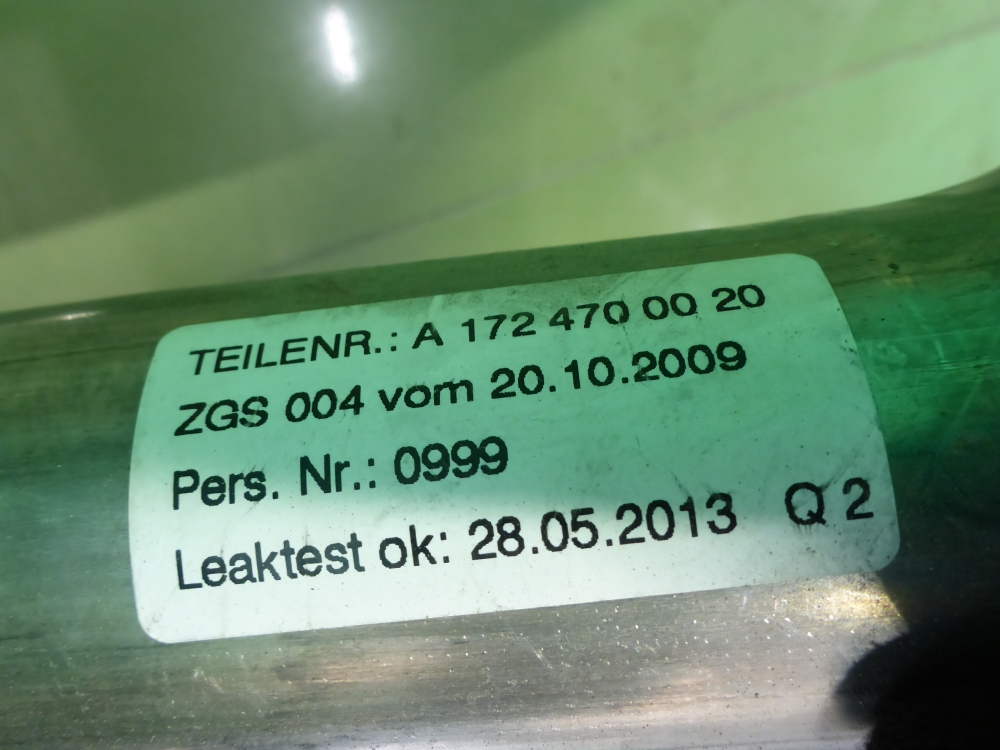 TEILENR.: A 172 470 00 20
ZGS 004 vom 20.10.2009
Pers. Nr.: 0999
Leaktest ok: 28.05.2013 Q 2